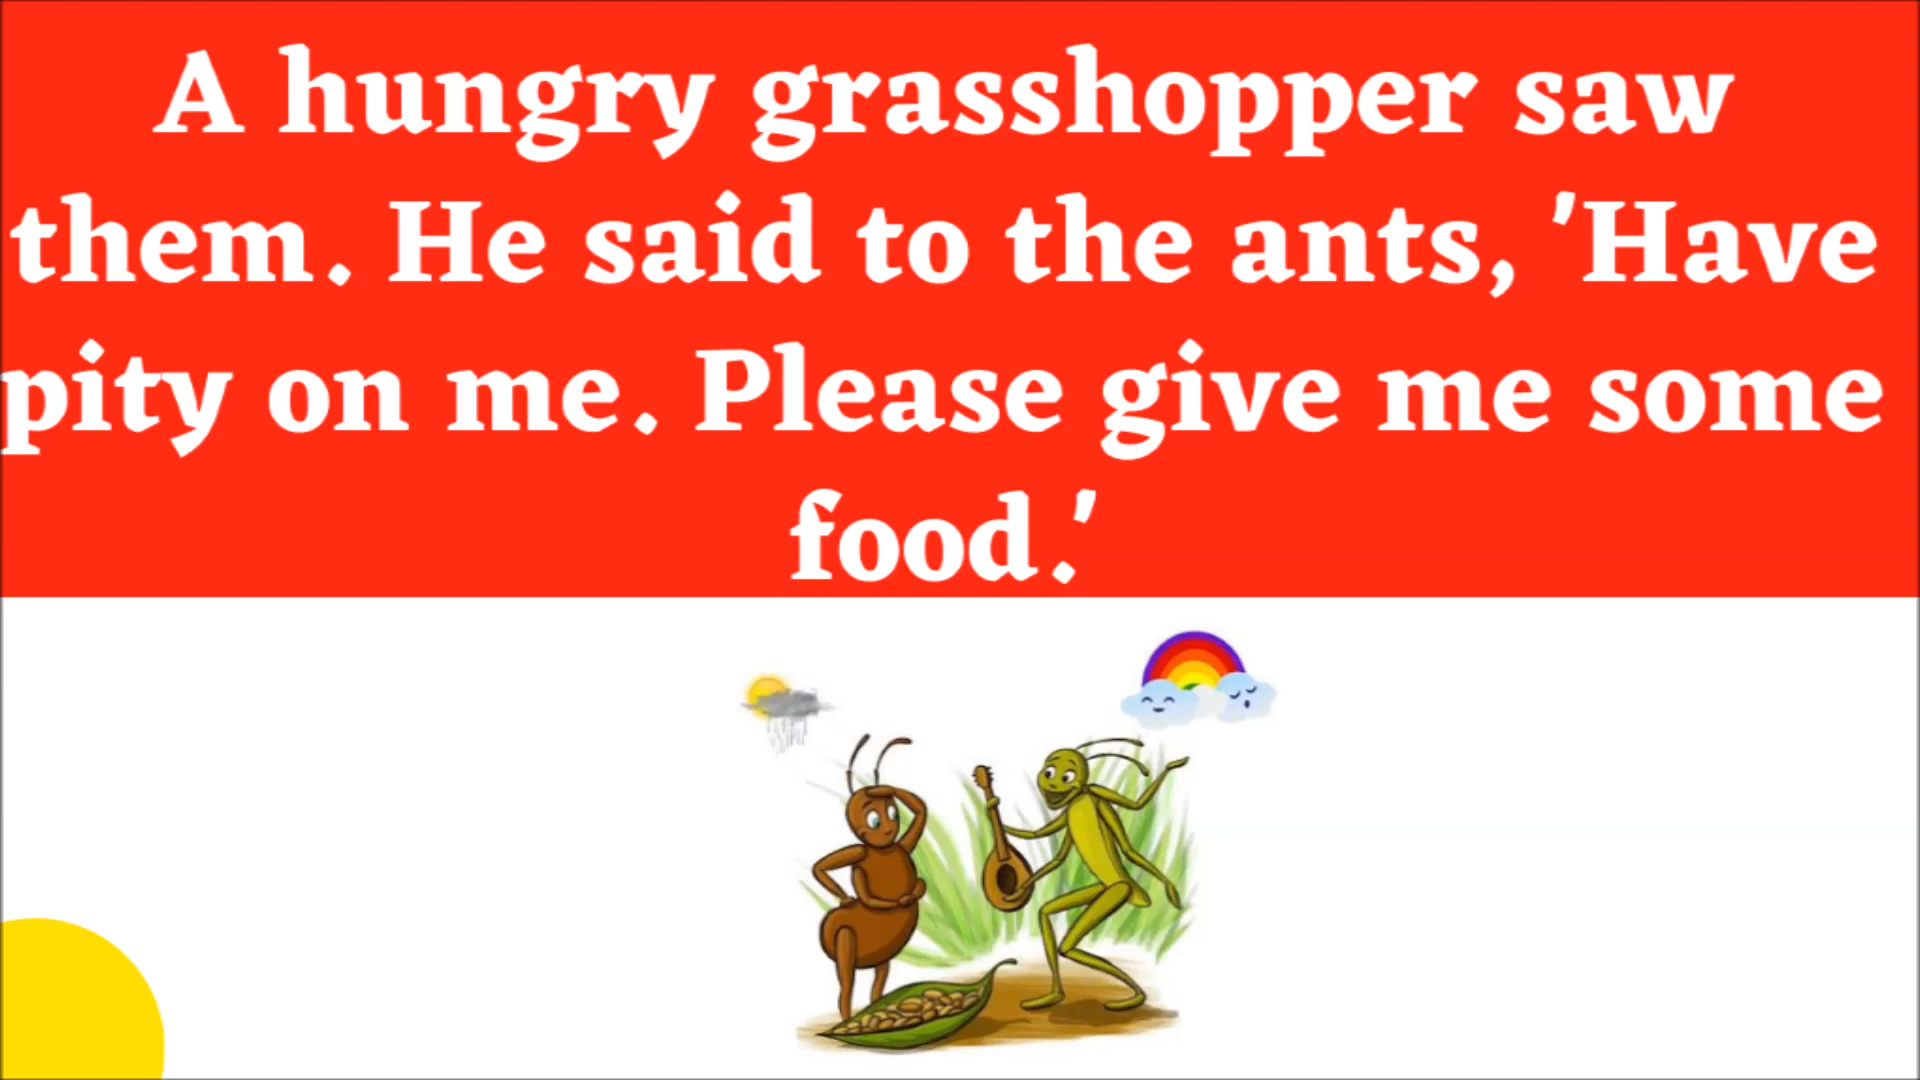 A hungry grasshopper saw
them. He said to the ants, 'Have
pity on me. Please give me some
food.'